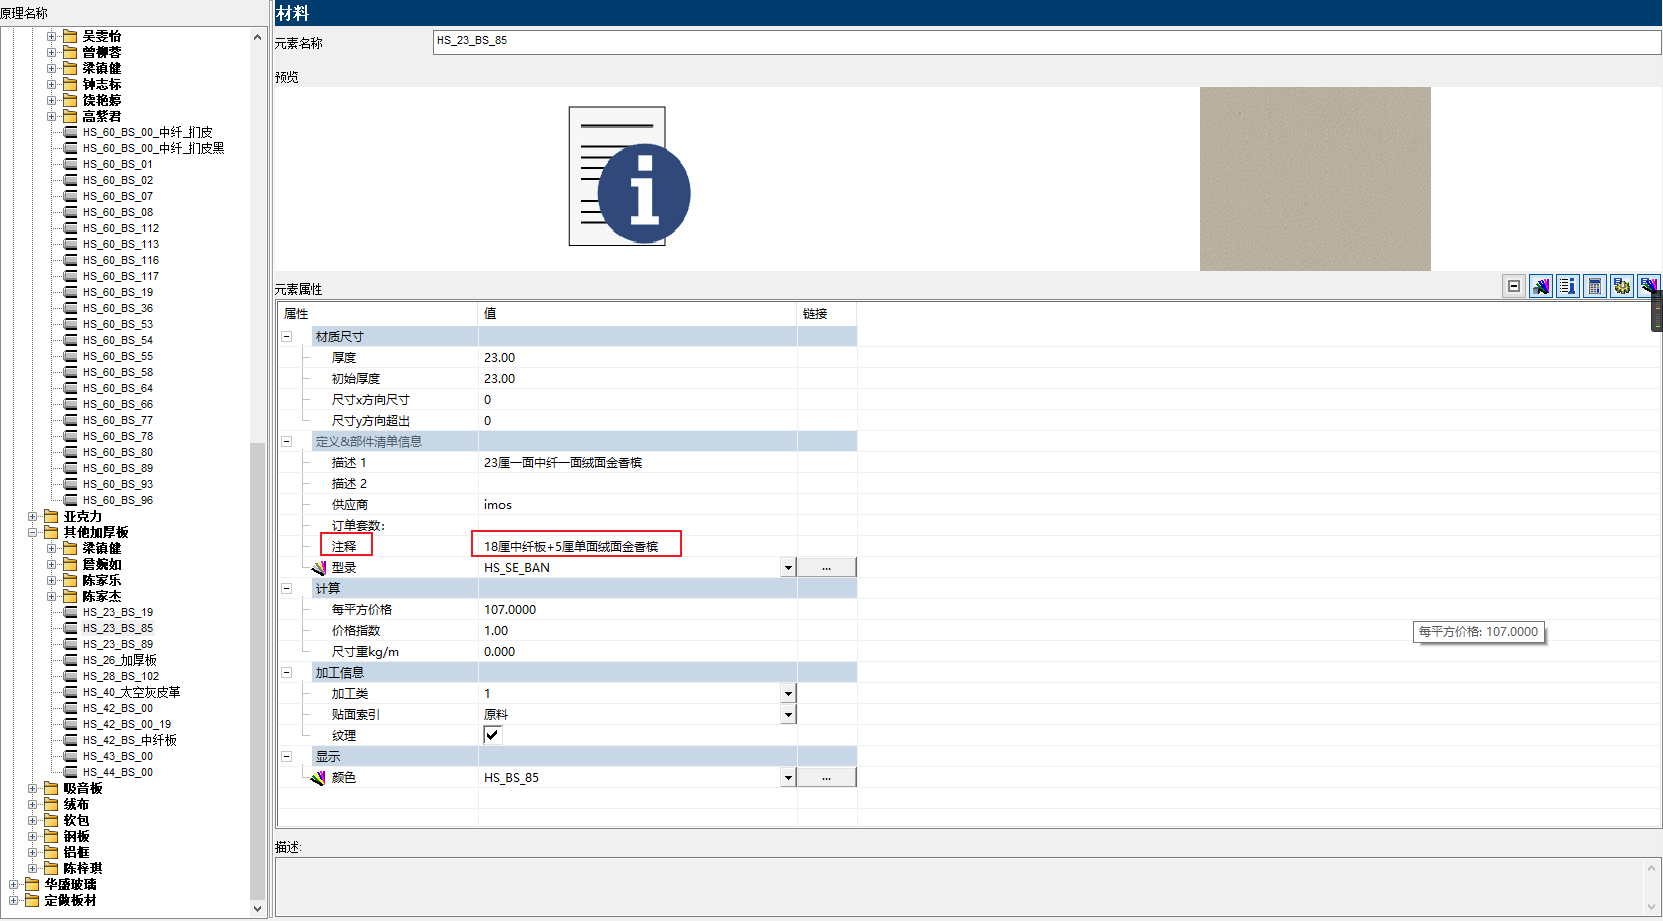 原理名称
吴雯怡
曾柳蓉
梁镇健
钟志标
饶艳婷
高紫君
HS_60_BS_00_中纤_扪皮
HS_60_BS_00_中纤_扪皮黑
HS_60_BS_01
HS_60_BS_02
HS_60_BS_07
HS_60_BS_08
HS_60_BS_112
HS_60_BS_113
HS_60_BS_116
HS_60_BS_117
HS_60_BS_19
HS_60_BS_36
HS_60_BS_53
HS_60_BS_54
HS_60_BS_55
HS_60_BS_58
HS_60_BS_64
HS_60_BS_66
HS_60_BS_77
HS_60_BS_78
HS_60_BS_80
HS_60_BS_89
HS_60_BS_93
HS_60_BS_96
亚克力
其他加厚板
梁镇健
詹婉如
陈家乐
陈家杰
HS_23_BS_19
HS_23_BS_85
HS_23_BS_89
HS_26_加厚板
HS_28_BS_102
HS_40_太空灰皮革
HS_42_BS_00
HS_42_BS_00_19
HS_42_BS_中纤板
HS_43_BS_00
HS_44_BS_00
吸音板
绒布
软包
钢板
铝框
陈梓琪
华盛玻璃
定做板材
材料
元素名称 HS_23_BS_85
预览
元素属性
属性 值 链接
材质尺寸
厚度 23.00
初始厚度 23.00
尺寸x方向尺寸 0
尺寸y方向超出 0
定义&部件清单信息
描述 1 23厘一面中纤一面绒面金香槟
描述 2
供应商 imos
订单套数:
注释 18厘中纤板+5厘单面绒面金香槟
型录 HS_SE_BAN ...
计算
每平方价格 107.0000
价格指数 1.00
尺寸重kg/m 0.000
加工信息
加工类 1
贴面索引 原料
纹理
显示
颜色 HS_BS_85 ...
每平方价格: 107.0000
描述: